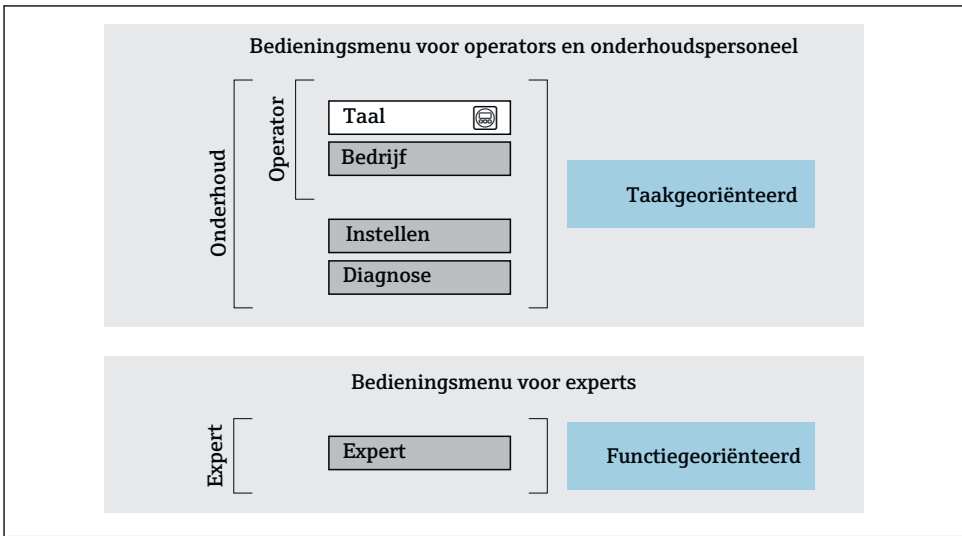 Bedieningsmenu voor operators en onderhoudspersoneel
Onderhoud
Operator
Taal
Bedrijf
Instellen
Diagnose
Taakgeoriënteerd
Bedieningsmenu voor experts
Expert
Expert
Functiegeoriënteerd